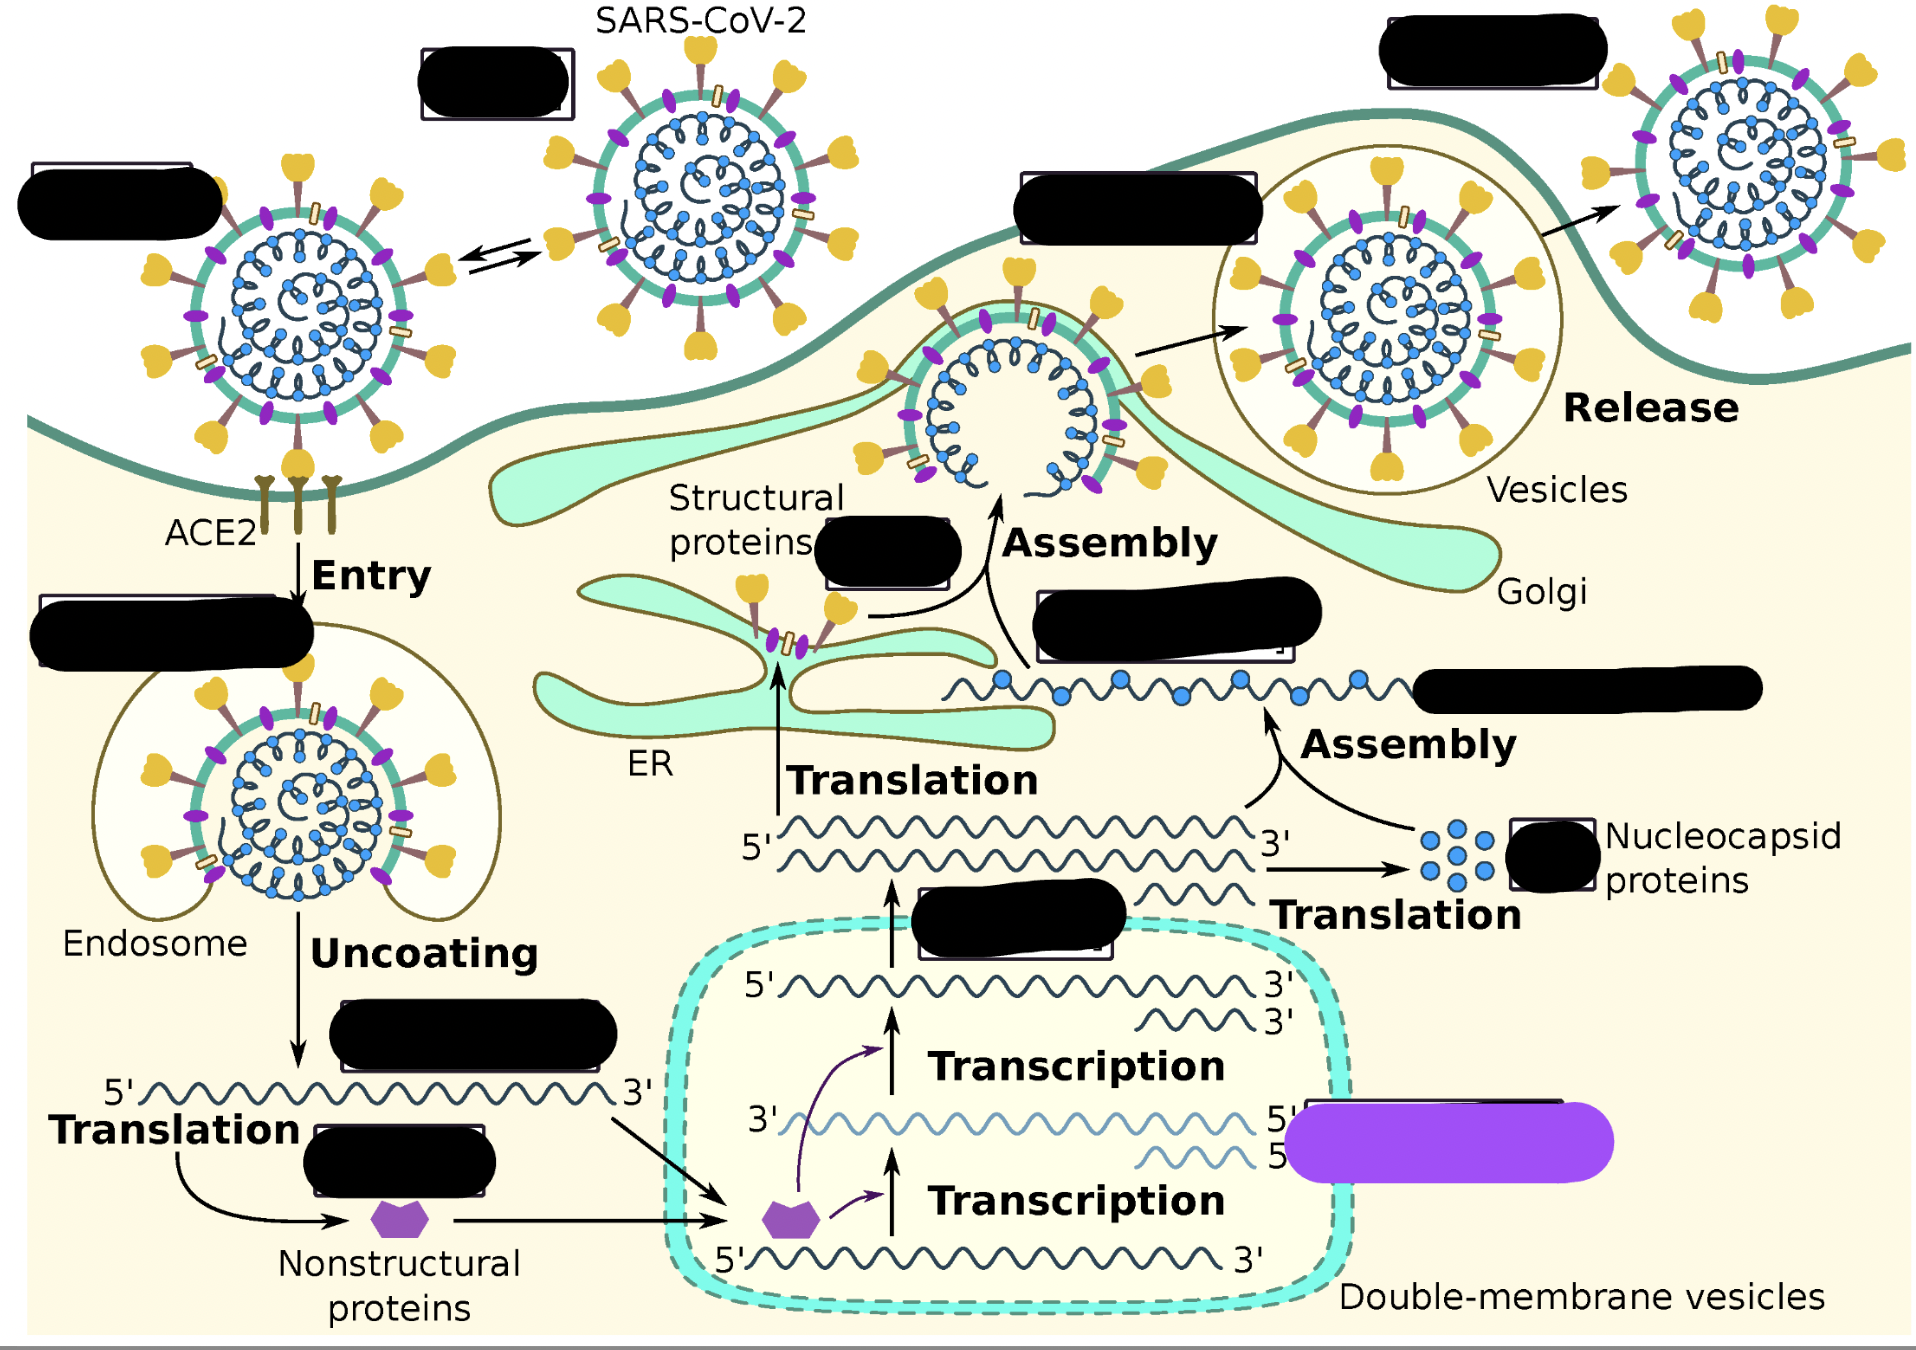 SARS-CoV-2
ACE2
Entry
Structural
proteins
Assembly
Release
Vesicles
Golgi
ER
Translation
Assembly
5'
3'
Nucleocapsid
proteins
Translation
Endosome
Uncoating
5'
3'
3'
Transcription
5'
3'
Translation
3'
5'
5
Transcription
Nonstructural
proteins
5'
3'
Double-membrane vesicles